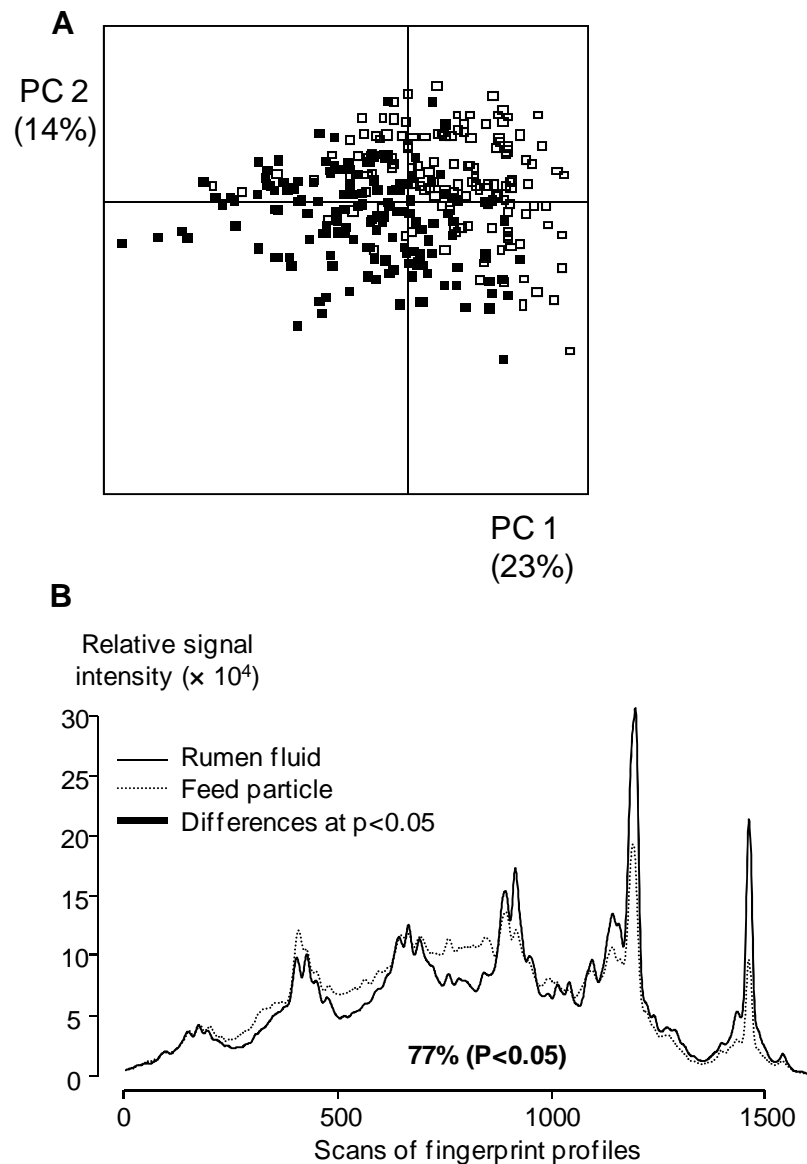 A
PC 2
(14%)
PC 1
(23%)
B
Relative signal
intensity (× 10⁴)
30
25
20
15
10
5
0
Rumen fluid
Feed particle
Differences at p<0.05
77% (P<0.05)
0 500 1000 1500
Scans of fingerprint profiles